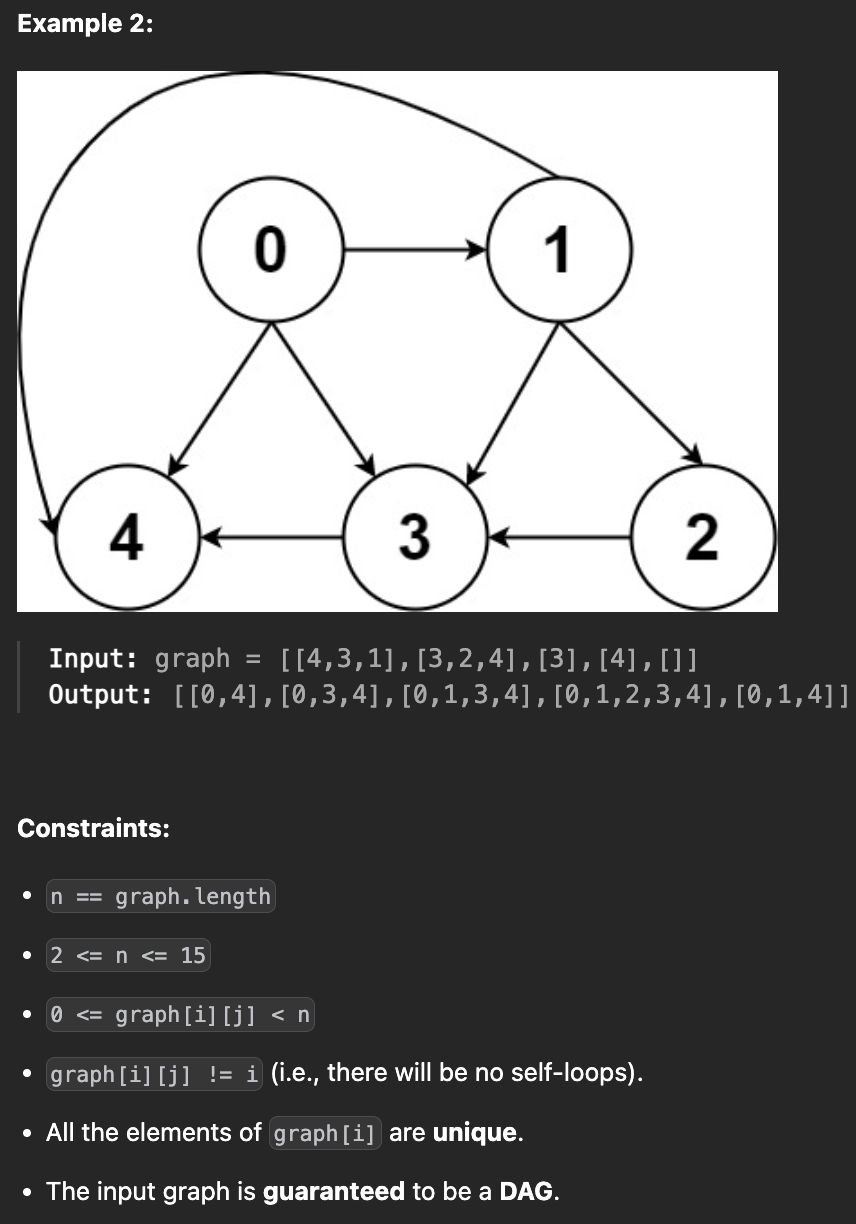 Example 2:
0 1
4 3 2
Input: graph = [[4,3,1],[3,2,4],[3],[4],[]]
Output: [[0,4],[0,3,4],[0,1,3,4],[0,1,2,3,4],[0,1,4]]
Constraints:
• n == graph.length
• 2 <= n <= 15
• 0 <= graph[i][j] < n
• graph[i][j] != i (i.e., there will be no self-loops).
• All the elements of graph[i] are unique.
• The input graph is guaranteed to be a DAG.